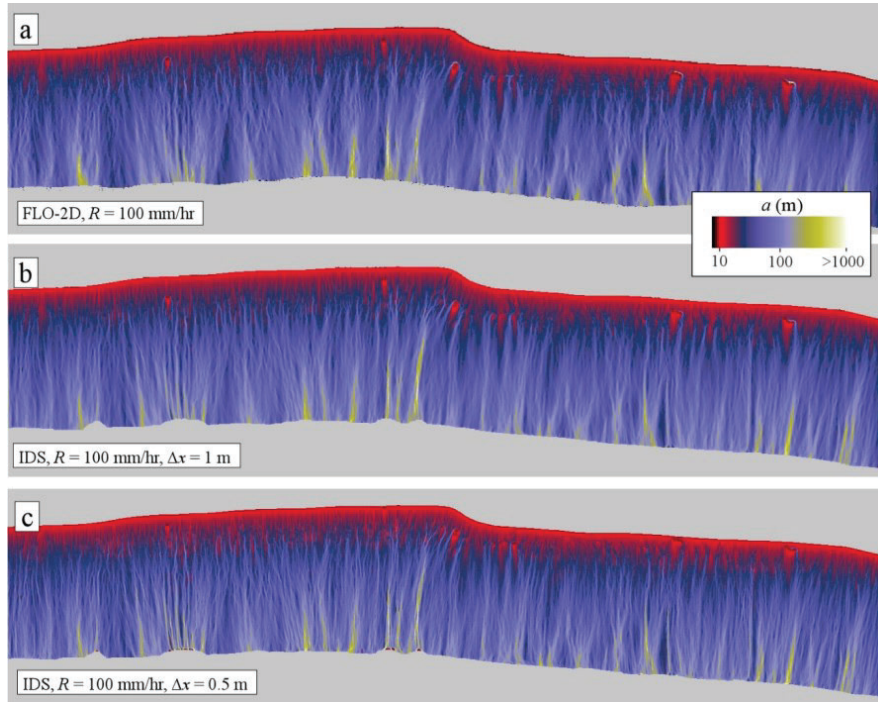 a
FLO-2D, R = 100 mm/hr
a (m)
10 100 >1000
b
IDS, R = 100 mm/hr, Δx = 1 m
c
IDS, R = 100 mm/hr, Δx = 0.5 m